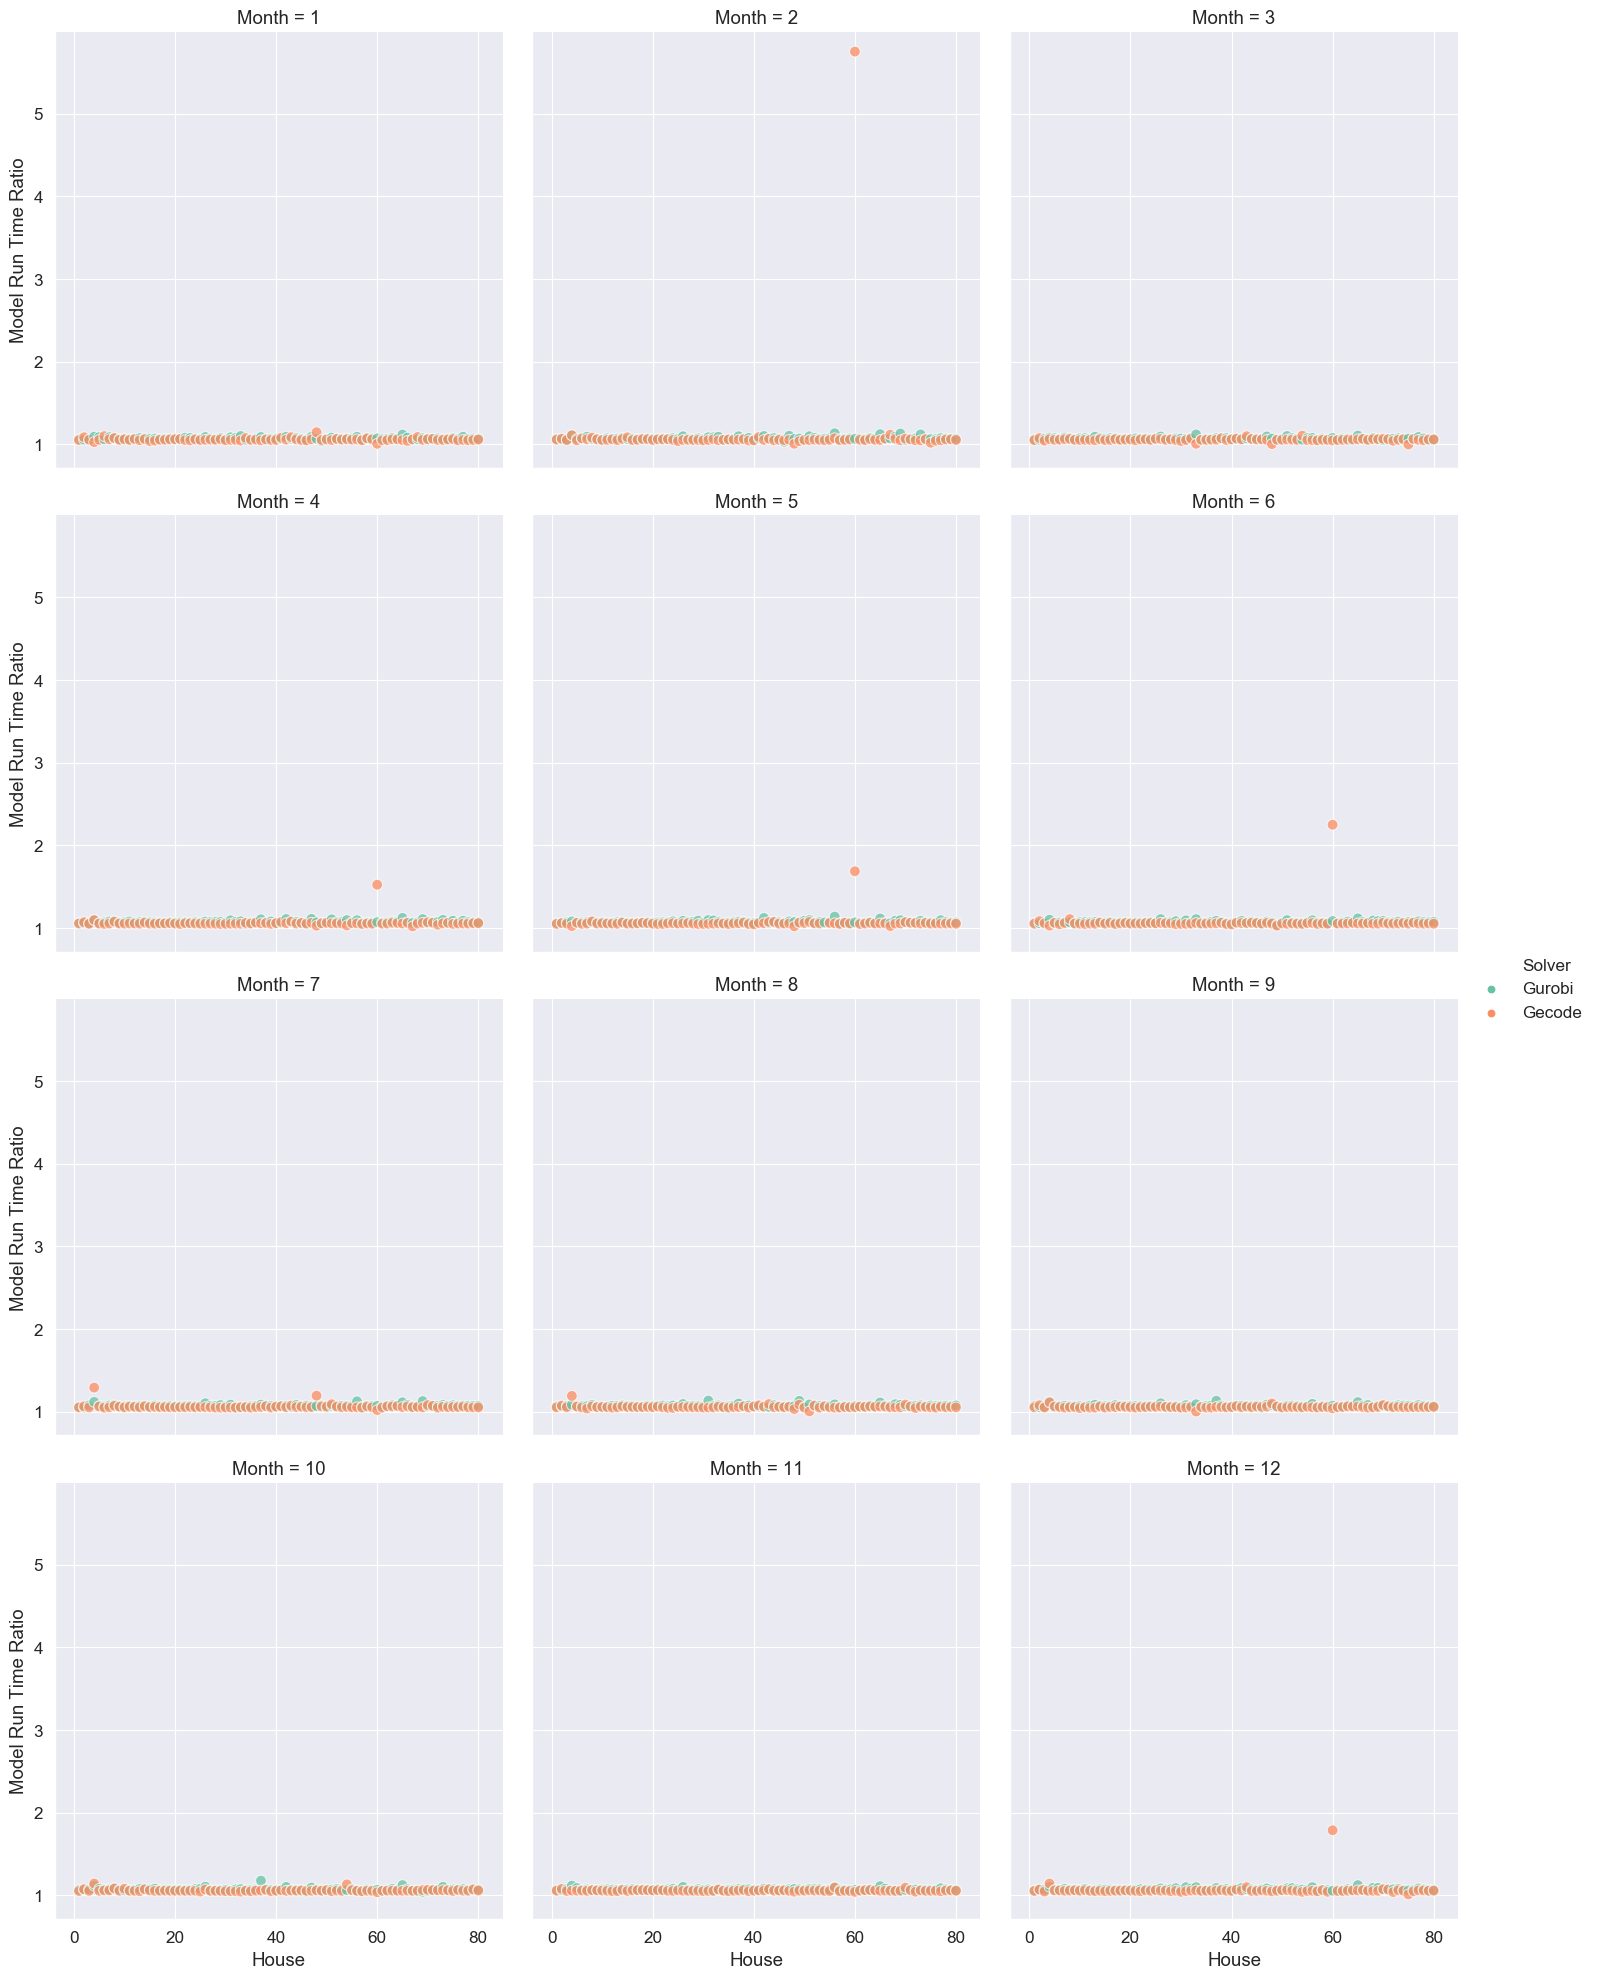 Month = 1
Month = 2
Month = 3
Model Run Time Ratio
5
4
3
2
1
Month = 4
Month = 5
Month = 6
Model Run Time Ratio
5
4
3
2
1
Solver
Gurobi
Gecode
Month = 7
Month = 8
Month = 9
Model Run Time Ratio
5
4
3
2
1
Month = 10
Month = 11
Month = 12
Model Run Time Ratio
5
4
3
2
1
0 20 40 60 80
0 20 40 60 80
0 20 40 60 80
House
House
House